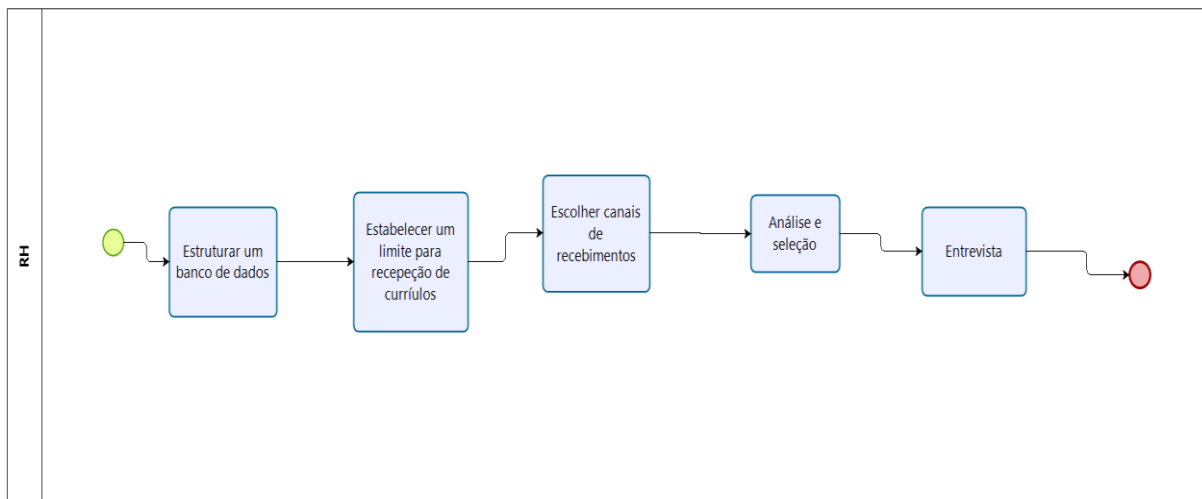 RH
Estruturar um
banco de dados
Estabelecer um
limite para
recepeção de
curríulos
Escolher canais
de
recebimentos
Análise e
seleção
Entrevista